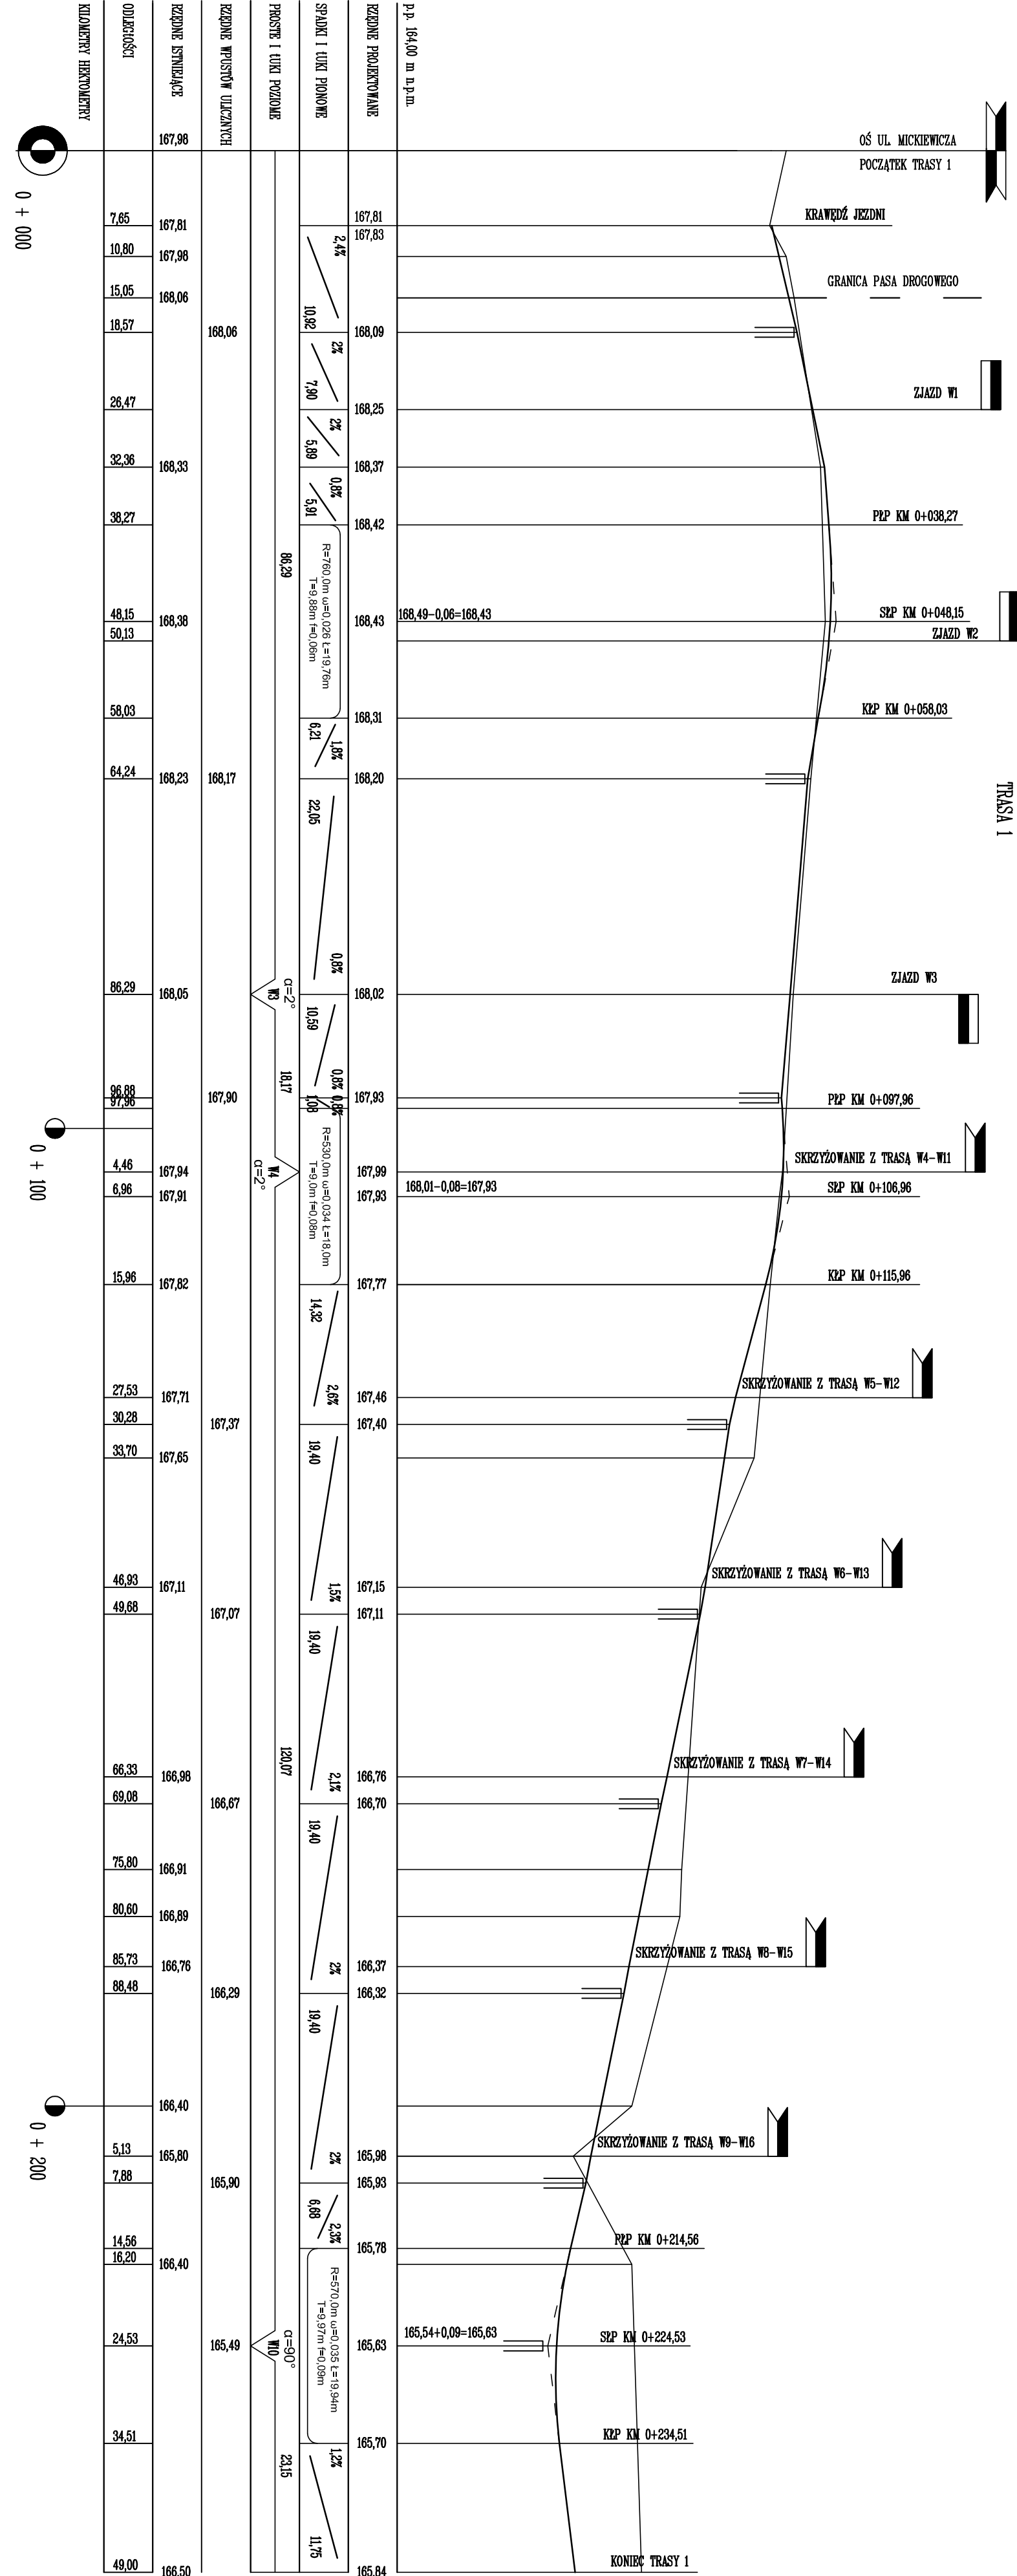 TRASA 1
OŚ UL. MICKIEWICZA
POCZĄTEK TRASY 1
KRAWĘDŹ JEZDNI
GRANICA PASA DROGOWEGO
ZJAZD W1
PŁP KM 0+038,27
SŁP KM 0+048,15
ZJAZD W2
KŁP KM 0+058,03
ZJAZD W3
PŁP KM 0+097,96
SKRZYŻOWANIE Z TRASĄ W4-W11
SŁP KM 0+106,96
KŁP KM 0+115,96
SKRZYŻOWANIE Z TRASĄ W5-W12
SKRZYŻOWANIE Z TRASĄ W6-W13
SKRZYŻOWANIE Z TRASĄ W7-W14
SKRZYŻOWANIE Z TRASĄ W8-W15
SKRZYŻOWANIE Z TRASĄ W9-W16
PŁP KM 0+214,56
SŁP KM 0+224,53
KŁP KM 0+234,51
KONIEC TRASY 1
168,49-0,06=168,43
168,01-0,08=167,93
165,54+0,09=165,63
p.p. 164,00 m n.p.m.
RZĘDNE PROJEKTOWANE
167,81
167,83
168,09
168,25
168,37
168,42
168,43
168,31
168,20
168,02
167,93
167,99
167,93
167,77
167,46
167,40
167,15
167,11
166,76
166,70
166,37
166,32
165,98
165,93
165,78
165,63
165,70
165,84
SPADKI I ŁUKI PIONOWE
2,4%
10,92
2%
7,90
2%
5,89
0,8%
5,91
R=760,0m ω=0,026 Ł=19,76m
T=9,88m f=0,06m
6,21
1,8%
22,05
0,8%
10,59
0,8%
1,08
0,8%
R=530,0m ω=0,034 Ł=18,0m
T=9,0m f=0,08m
14,32
2,6%
19,40
1,5%
19,40
2,1%
19,40
2%
19,40
2%
6,68
2,3%
R=570,0m ω=0,035 Ł=19,94m
T=9,97m f=0,09m
1,2%
11,75
PROSTE I ŁUKI POZIOME
86,29
α=2°
W3
18,17
W4
α=2°
120,07
α=90°
W10
23,15
RZĘDNE WPUSTÓW ULICZNYCH
168,06
168,17
167,90
167,37
167,07
166,67
166,29
165,90
165,49
RZĘDNE ISTNIEJĄCE
167,98
167,81
167,98
168,06
168,33
168,38
168,23
168,05
167,94
167,91
167,82
167,71
167,65
167,11
166,98
166,91
166,89
166,76
166,40
165,80
166,40
166,50
ODLEGŁOŚCI
7,65
10,80
15,05
18,57
26,47
32,36
38,27
48,15
50,13
58,03
64,24
86,29
96,88
97,96
4,46
6,96
15,96
27,53
30,28
33,70
46,93
49,68
66,33
69,08
75,80
80,60
85,73
88,48
5,13
7,88
14,56
16,20
24,53
34,51
49,00
KILOMETRY HEKTOMETRY
0 + 000
0 + 100
0 + 200